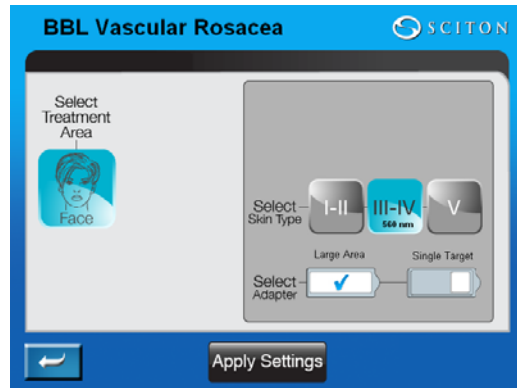 BBL Vascular Rosacea
SCITON
Select
Treatment
Area
Face
Select
Skin Type
I-II
III-IV
560 nm
V
Large Area
Single Target
Select
Adapter
Apply Settings